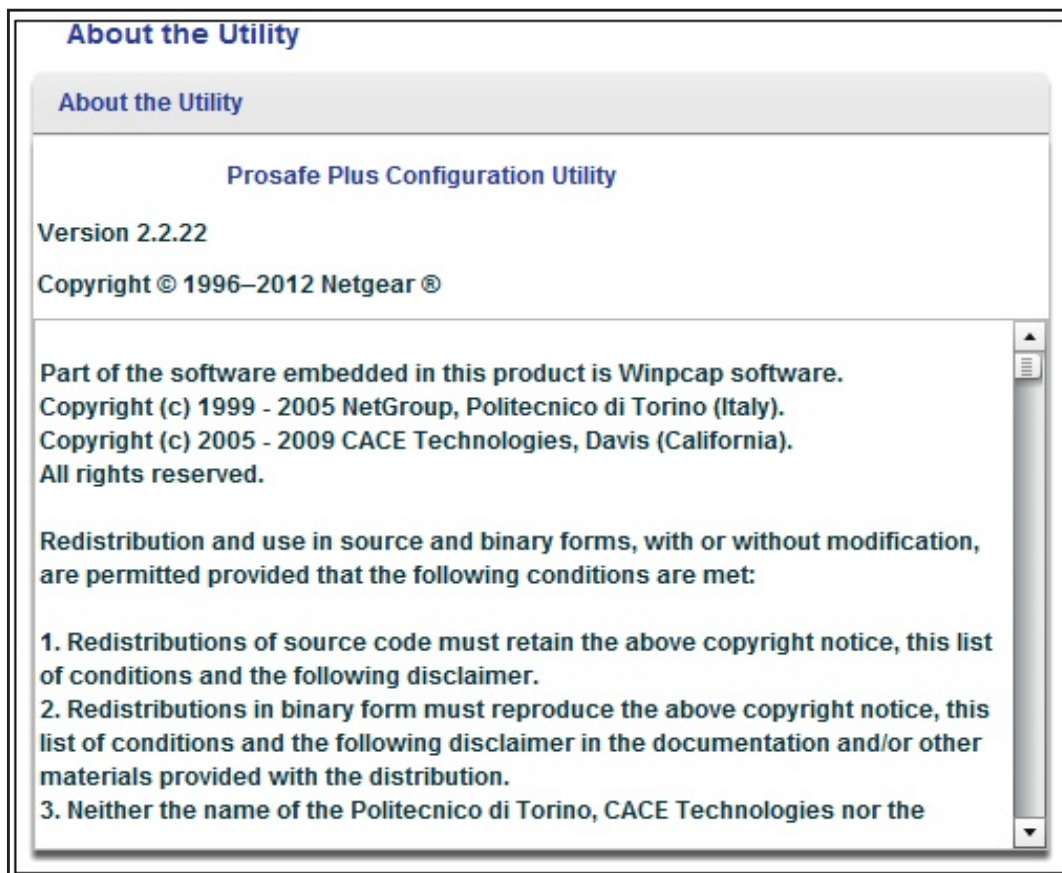 About the Utility
About the Utility
Prosafe Plus Configuration Utility
Version 2.2.22
Copyright © 1996–2012 Netgear ®
Part of the software embedded in this product is Winpcap software.
Copyright (c) 1999 - 2005 NetGroup, Politecnico di Torino (Italy).
Copyright (c) 2005 - 2009 CACE Technologies, Davis (California).
All rights reserved.
Redistribution and use in source and binary forms, with or without modification,
are permitted provided that the following conditions are met:
1. Redistributions of source code must retain the above copyright notice, this list
of conditions and the following disclaimer.
2. Redistributions in binary form must reproduce the above copyright notice, this
list of conditions and the following disclaimer in the documentation and/or other
materials provided with the distribution.
3. Neither the name of the Politecnico di Torino, CACE Technologies nor the